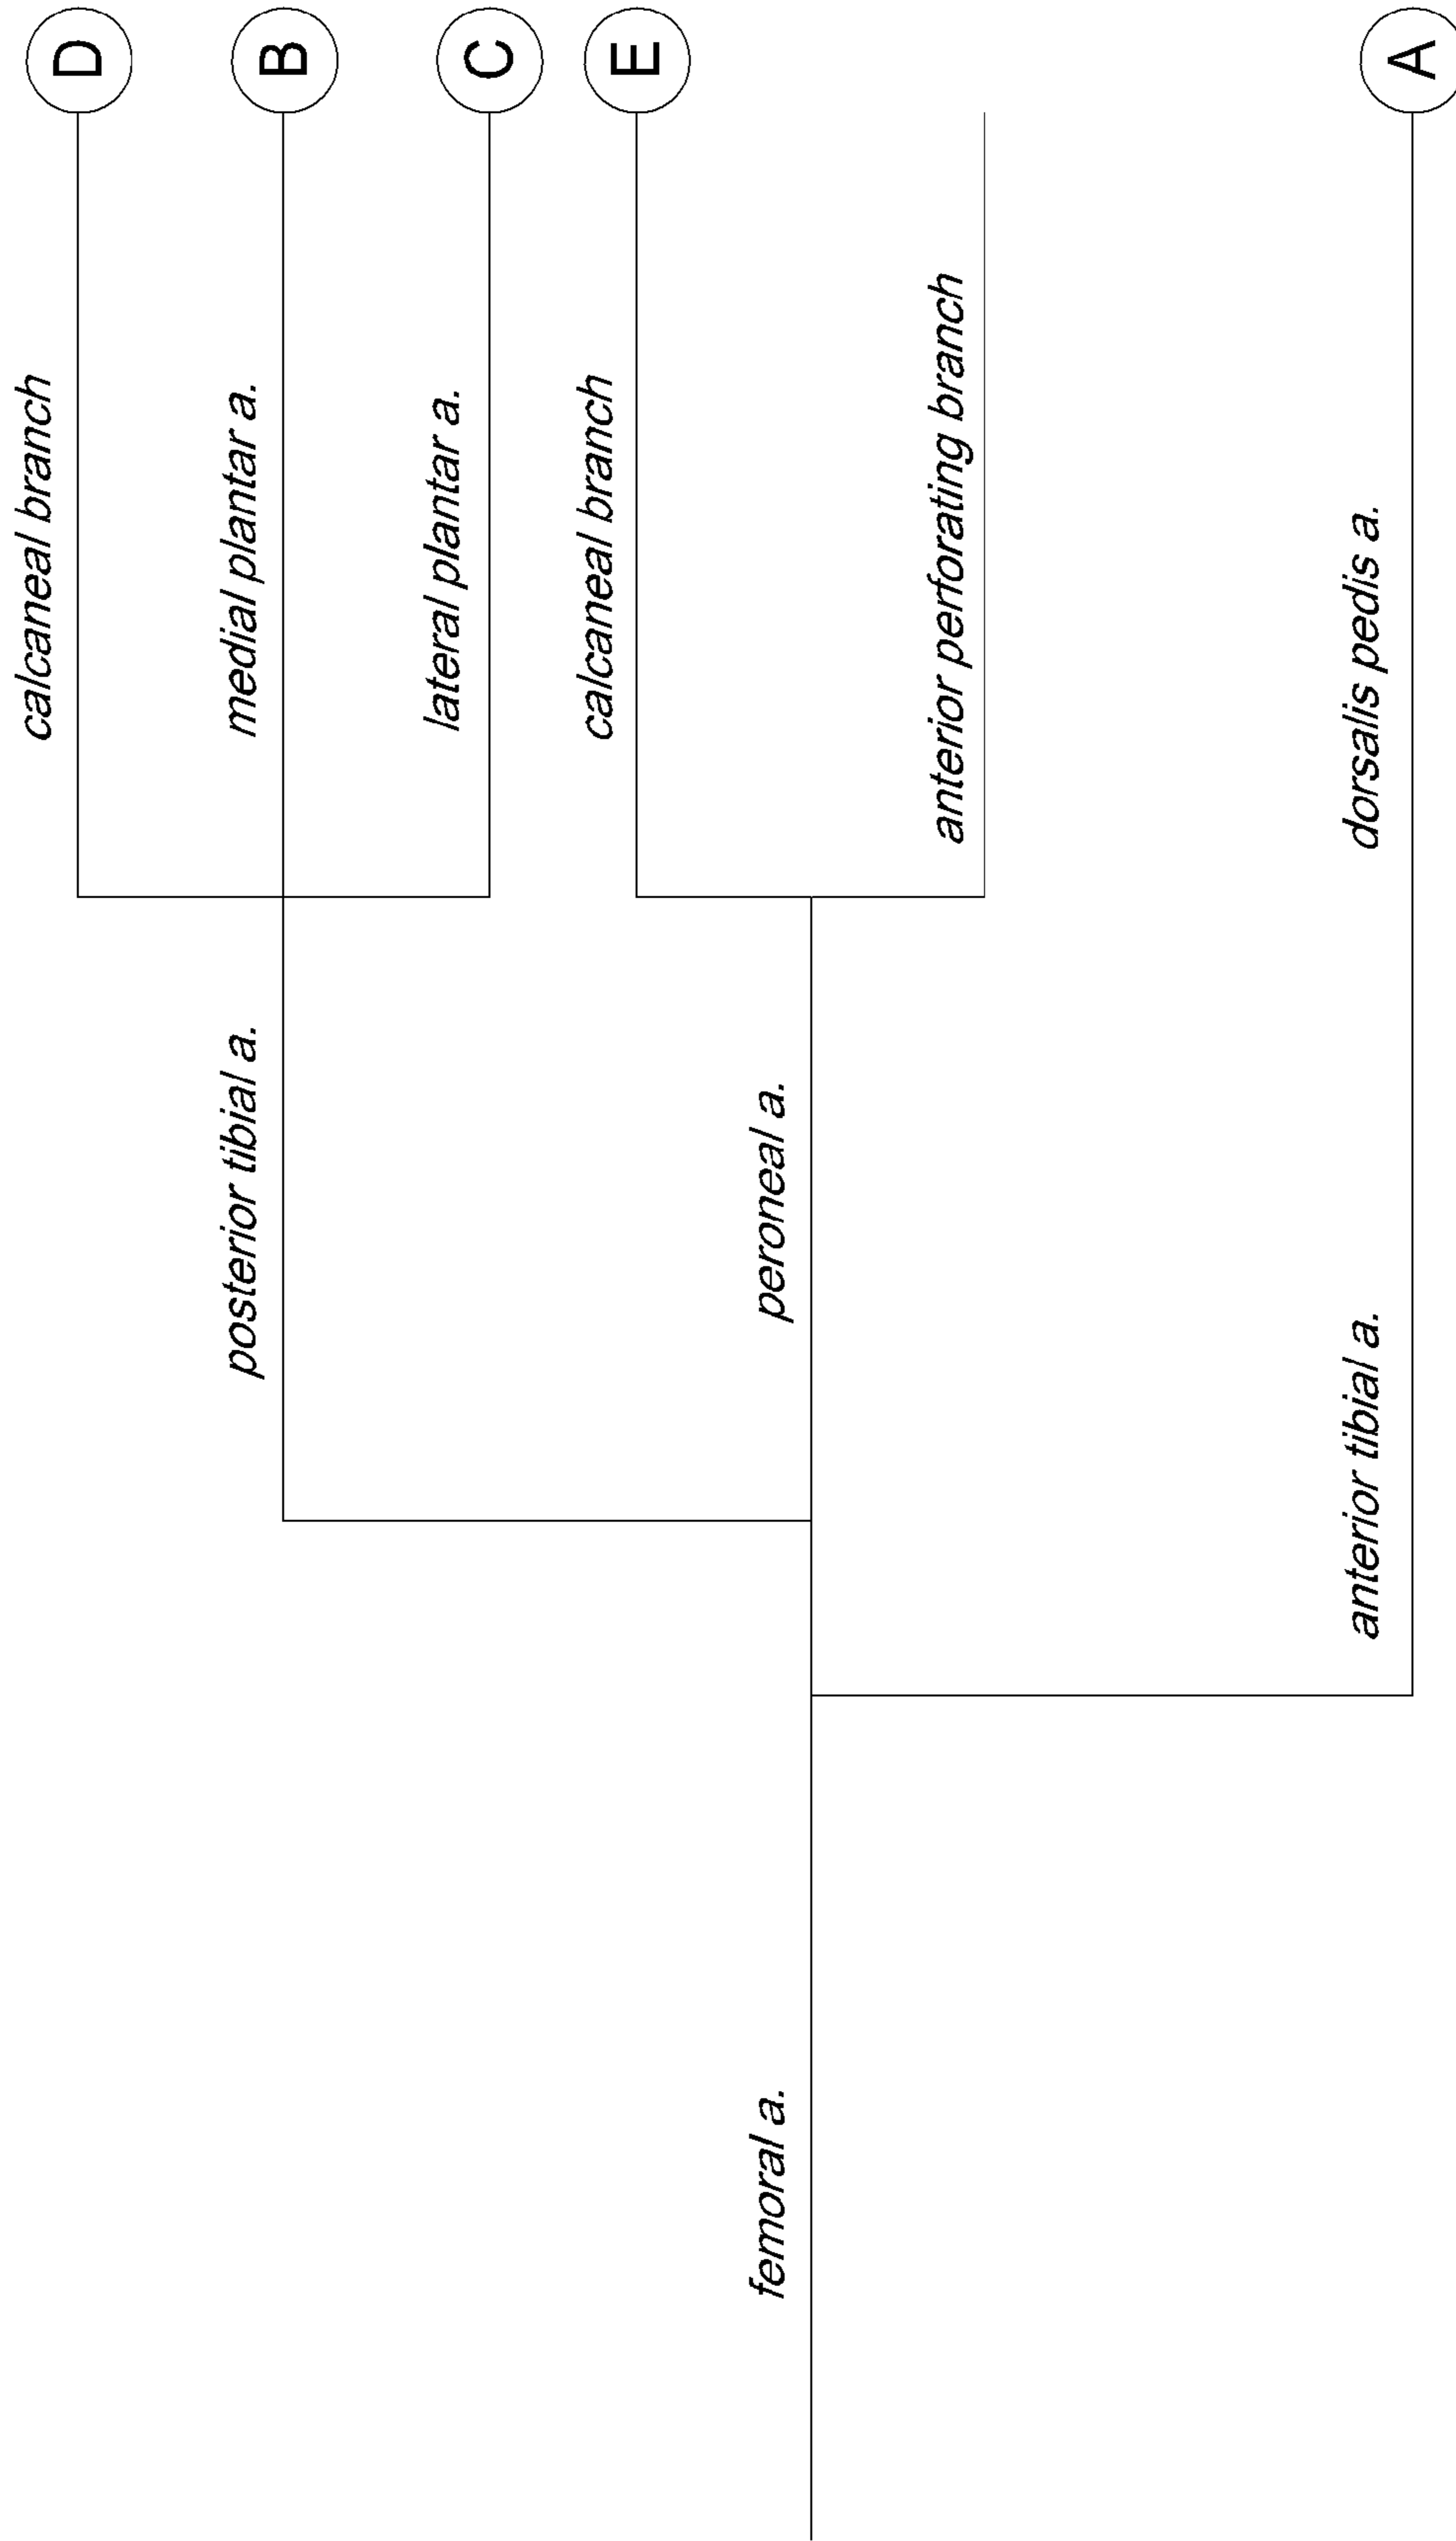 femoral a.
anterior tibial a.
dorsalis pedis a.
A
peroneal a.
anterior perforating branch
calcaneal branch
E
posterior tibial a.
lateral plantar a.
C
medial plantar a.
B
calcaneal branch
D